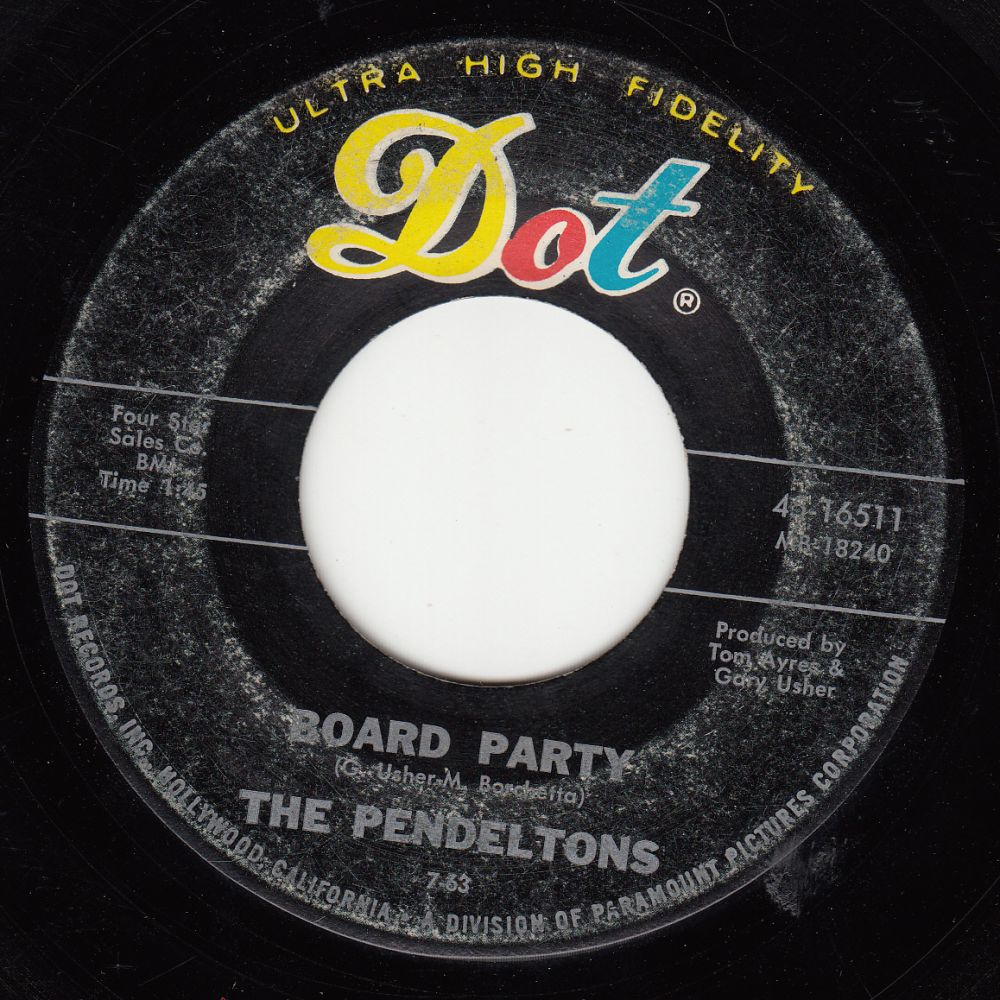 ULTRA HIGH FIDELITY
Dot
®
Four Star
Sales Co.
BMI
Time 1:45
45-16511
MB-18240
Produced by
Tom Ayres &
Gary Usher
BOARD PARTY
(G. Usher-M. Borchetta)
THE PENDELTONS
7-63
DOT RECORDS, INC., HOLLYWOOD, CALIFORNIA • A DIVISION OF PARAMOUNT PICTURES CORPORATION